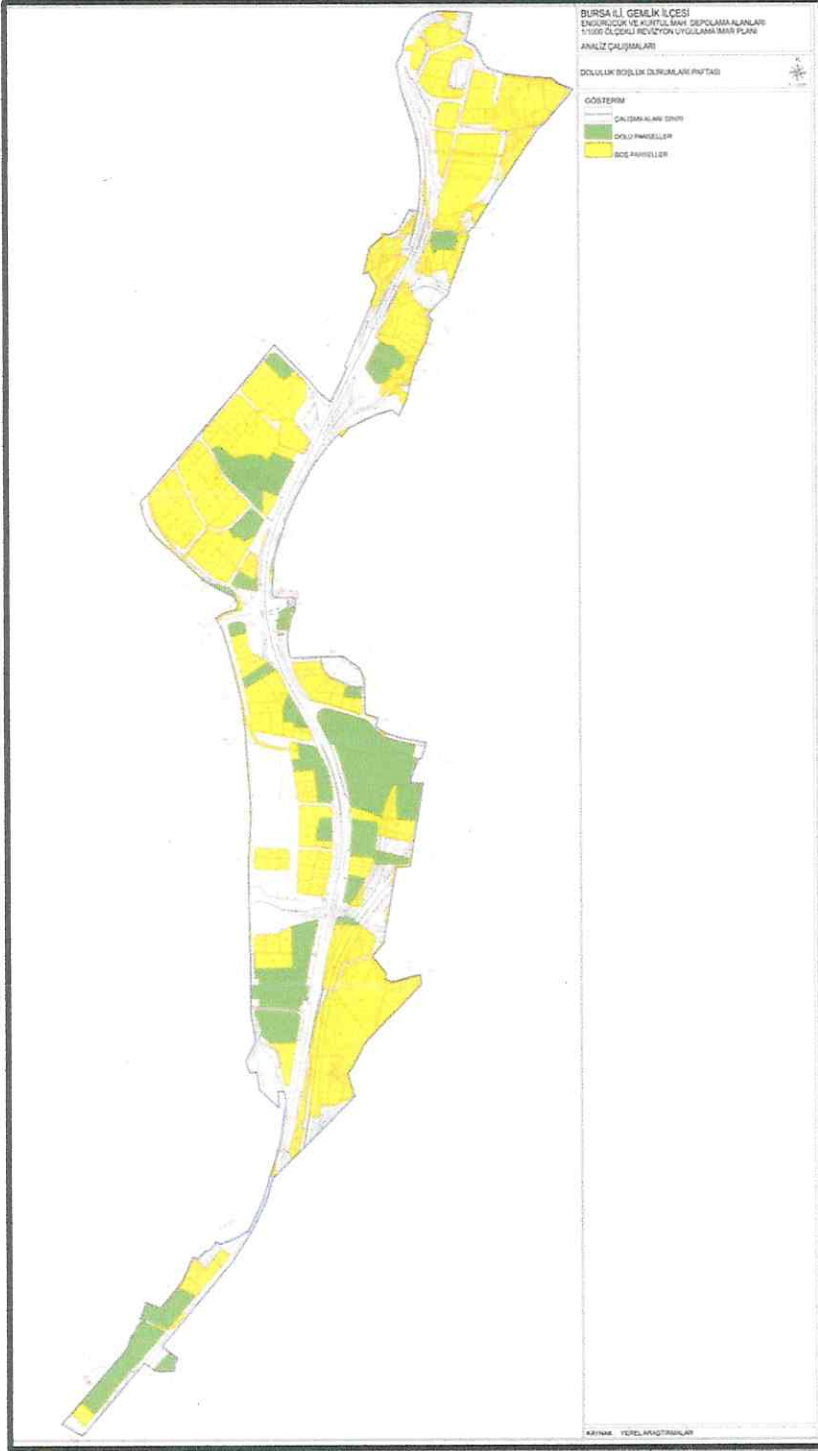 BURSA İLİ, GEMLİK İLÇESİ
ENGÜRÜCÜK VE KURTUL MAH. DEPOLAMA ALANLARI
1/1000 ÖLÇEKLİ REVİZYON UYGULAMA İMAR PLANI
ANALİZ ÇALIŞMALARI
DOLULUK BOŞLUK DURUMLARI PAFTASI
GÖSTERİM
ÇALIŞMA ALANI SINIRI
DOLU PARSELLER
BOŞ PARSELLER
KAYNAK YEREL ARAŞTIRMALAR